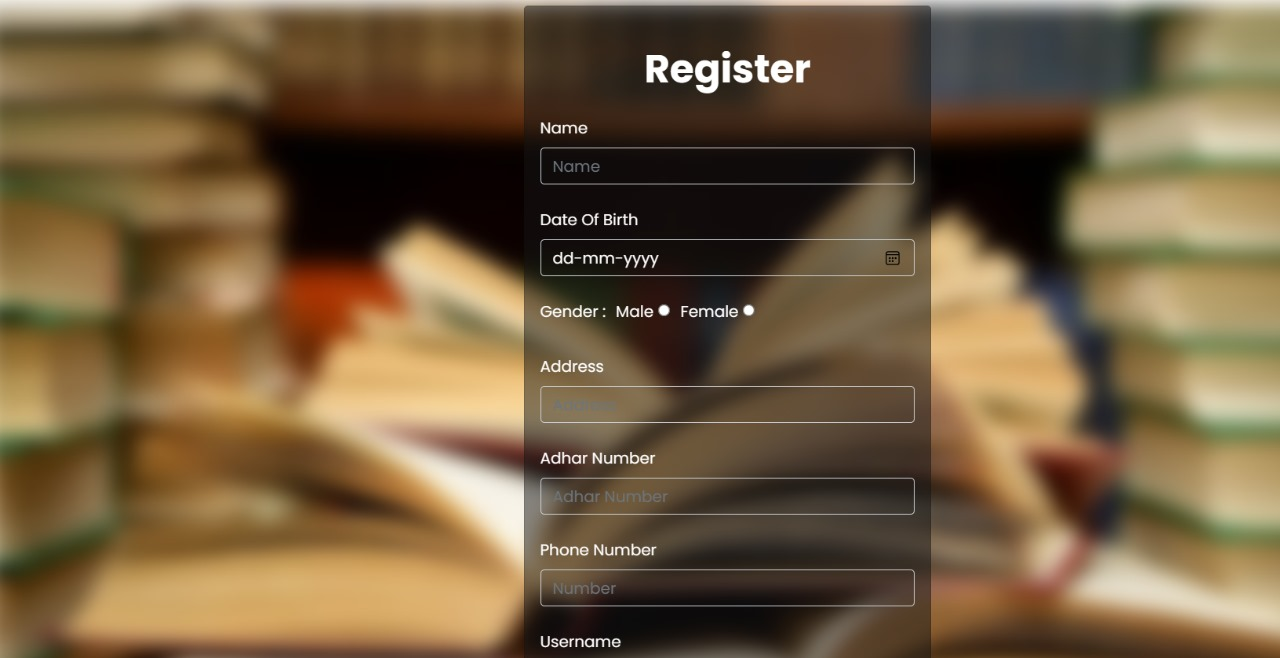 Register
Name
Name
Date Of Birth
dd-mm-yyyy
Gender : Male Female
Address
Address
Adhar Number
Adhar Number
Phone Number
Number
Username